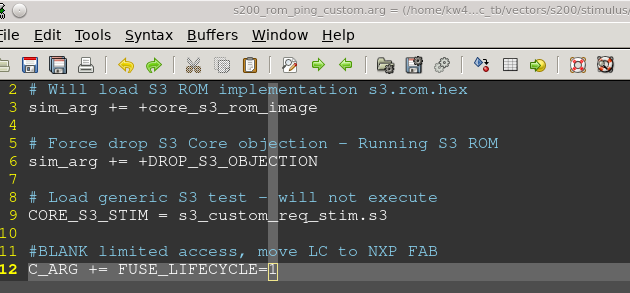 s200_rom_ping_custom.arg = (/home/kw4...c_tb/vectors/s200/stimulus/
File Edit Tools Syntax Buffers Window Help
2 # Will load S3 ROM implementation s3.rom.hex
3 sim_arg += +core_s3_rom_image
4
5 # Force drop S3 Core objection - Running S3 ROM
6 sim_arg += +DROP_S3_OBJECTION
7
8 # Load generic S3 test - will not execute
9 CORE_S3_STIM = s3_custom_req_stim.s3
10
11 #BLANK limited access, move LC to NXP FAB
12 C_ARG += FUSE_LIFECYCLE=1